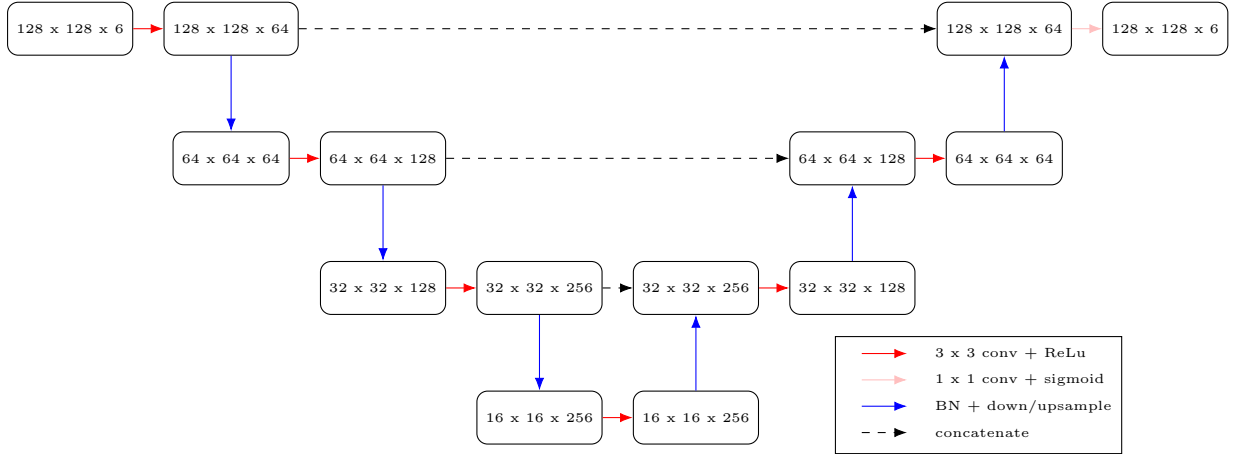 128 x 128 x 6 128 x 128 x 64 128 x 128 x 64 128 x 128 x 6
64 x 64 x 64 64 x 64 x 128 64 x 64 x 128 64 x 64 x 64
32 x 32 x 128 32 x 32 x 256 32 x 32 x 256 32 x 32 x 128
16 x 16 x 256 16 x 16 x 256
3 x 3 conv + ReLu
1 x 1 conv + sigmoid
BN + down/upsample
concatenate